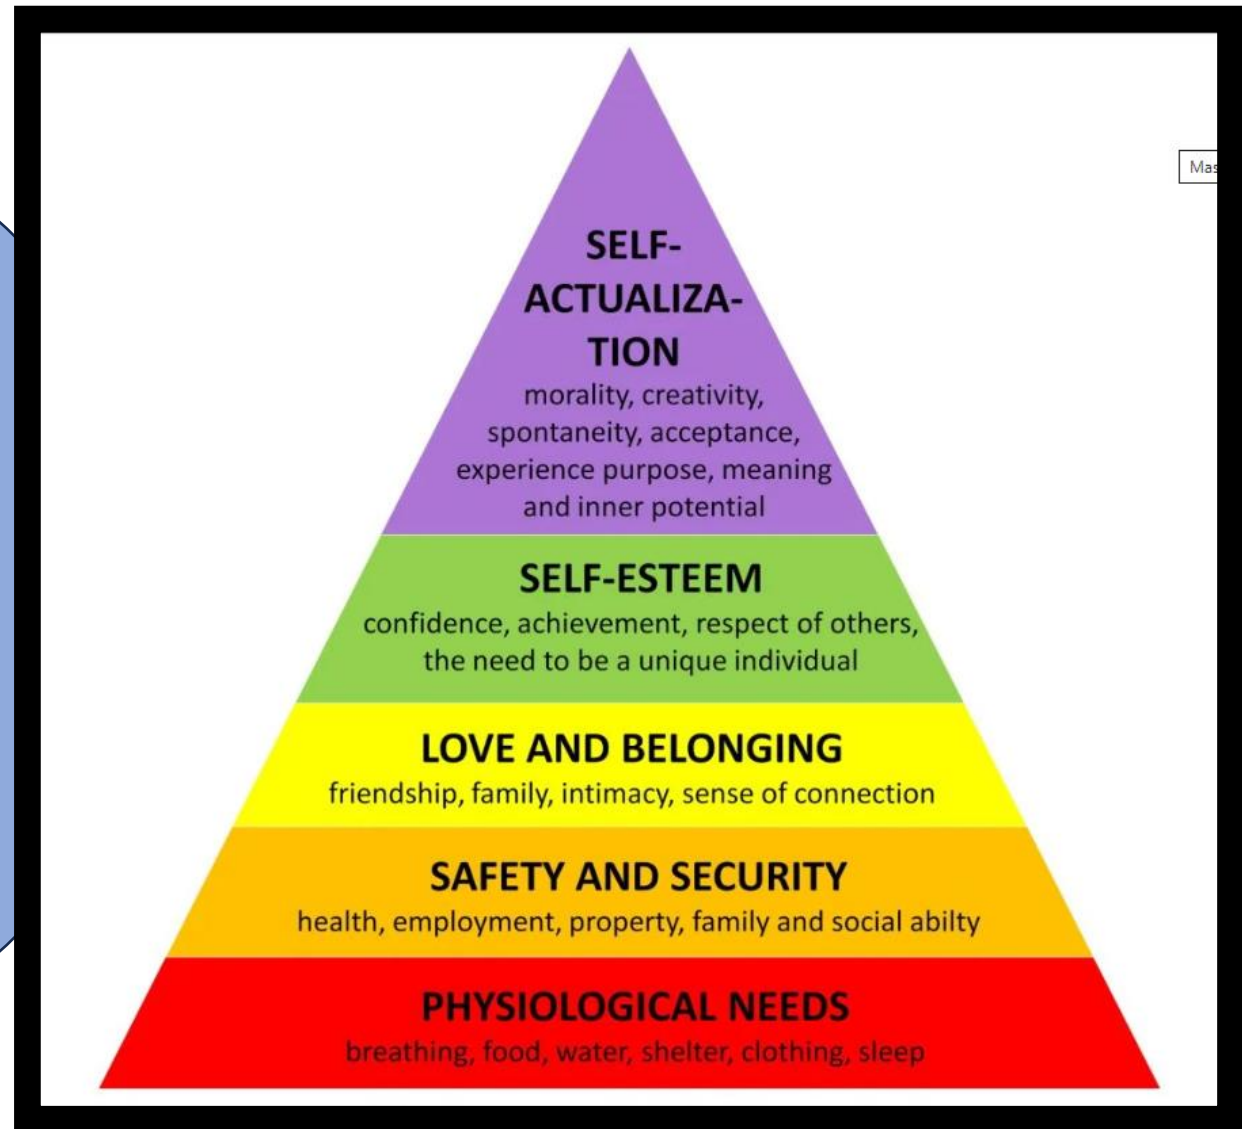 Mas
SELF-
ACTUALIZA-
TION
morality, creativity,
spontaneity, acceptance,
experience purpose, meaning
and inner potential
SELF-ESTEEM
confidence, achievement, respect of others,
the need to be a unique individual
LOVE AND BELONGING
friendship, family, intimacy, sense of connection
SAFETY AND SECURITY
health, employment, property, family and social abilty
PHYSIOLOGICAL NEEDS
breathing, food, water, shelter, clothing, sleep